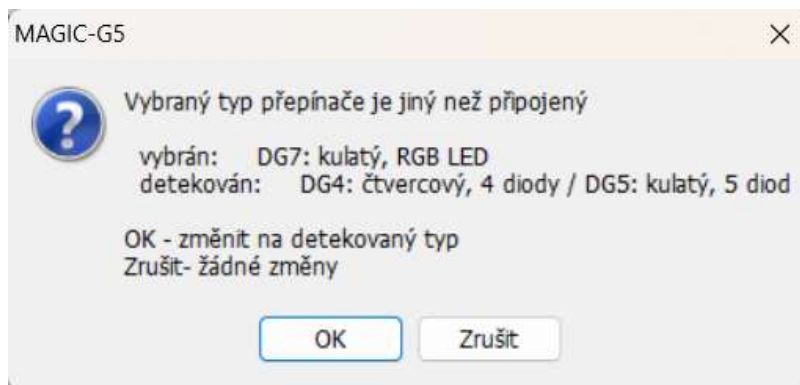 MAGIC-G5
Vybraný typ přepínače je jiný než připojený
vybrán: DG7: kulatý, RGB LED
detekován: DG4: čtvercový, 4 diody / DG5: kulatý, 5 diod
OK - změnit na detekovaný typ
Zrušit- žádné změny
OK Zrušit